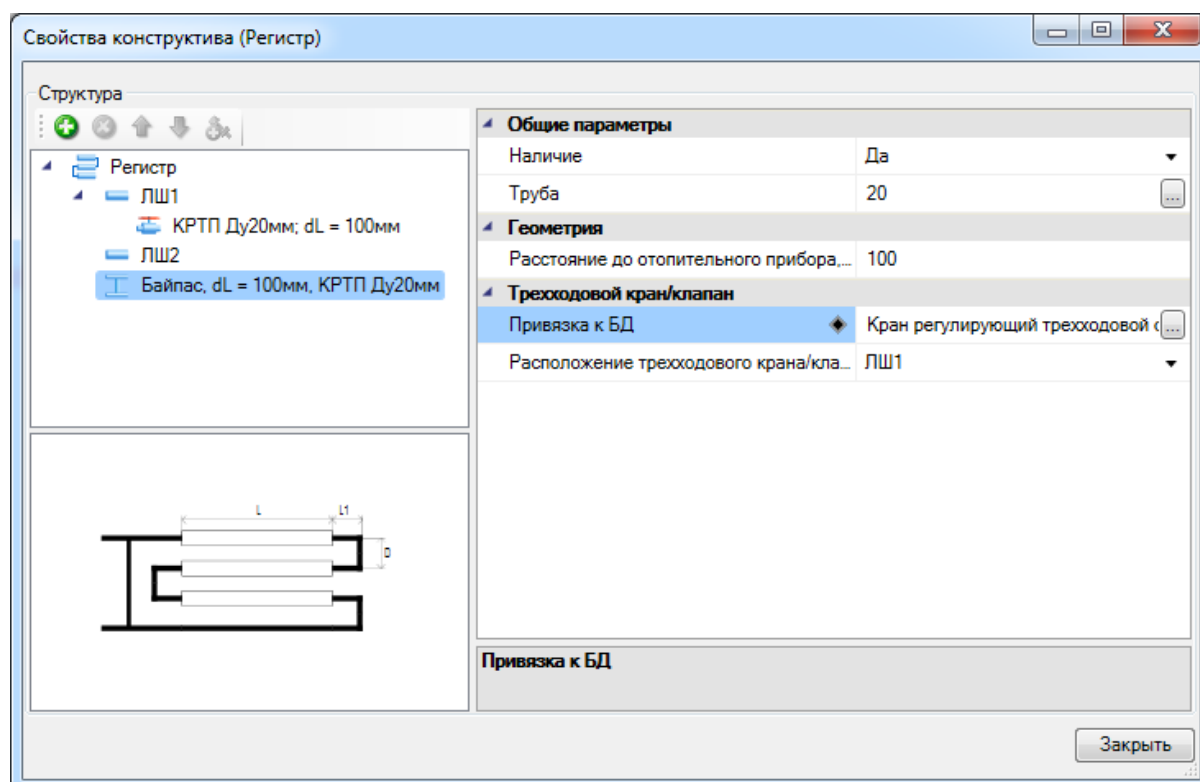 Свойства конструктива (Регистр)
Структура
Регистр
ЛШ1
КРТП Ду20мм; dL = 100мм
ЛШ2
Байпас, dL = 100мм, КРТП Ду20мм
L
L1
D
Общие параметры
Наличие Да
Труба 20 ...
Геометрия
Расстояние до отопительного прибора,... 100
Трехходовой кран/клапан
Привязка к БД Кран регулирующий трехходовой с ...
Расположение трехходового крана/кла... ЛШ1
Привязка к БД
Закрыть